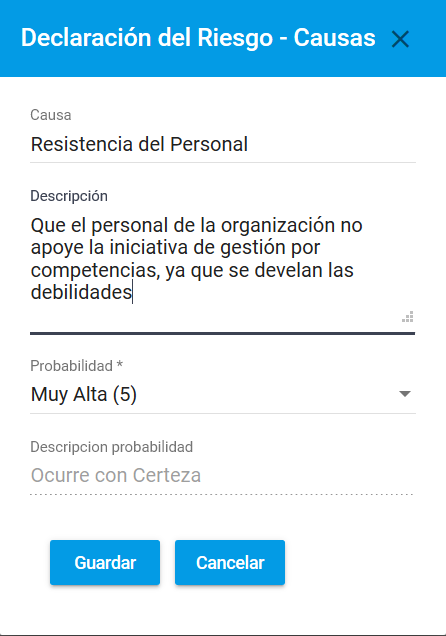 Declaración del Riesgo - Causas
Causa
Resistencia del Personal
Descripción
Que el personal de la organización no
apoye la iniciativa de gestión por
competencias, ya que se develan las
debilidades
Probabilidad *
Muy Alta (5)
Descripcion probabilidad
Ocurre con Certeza
Guardar Cancelar